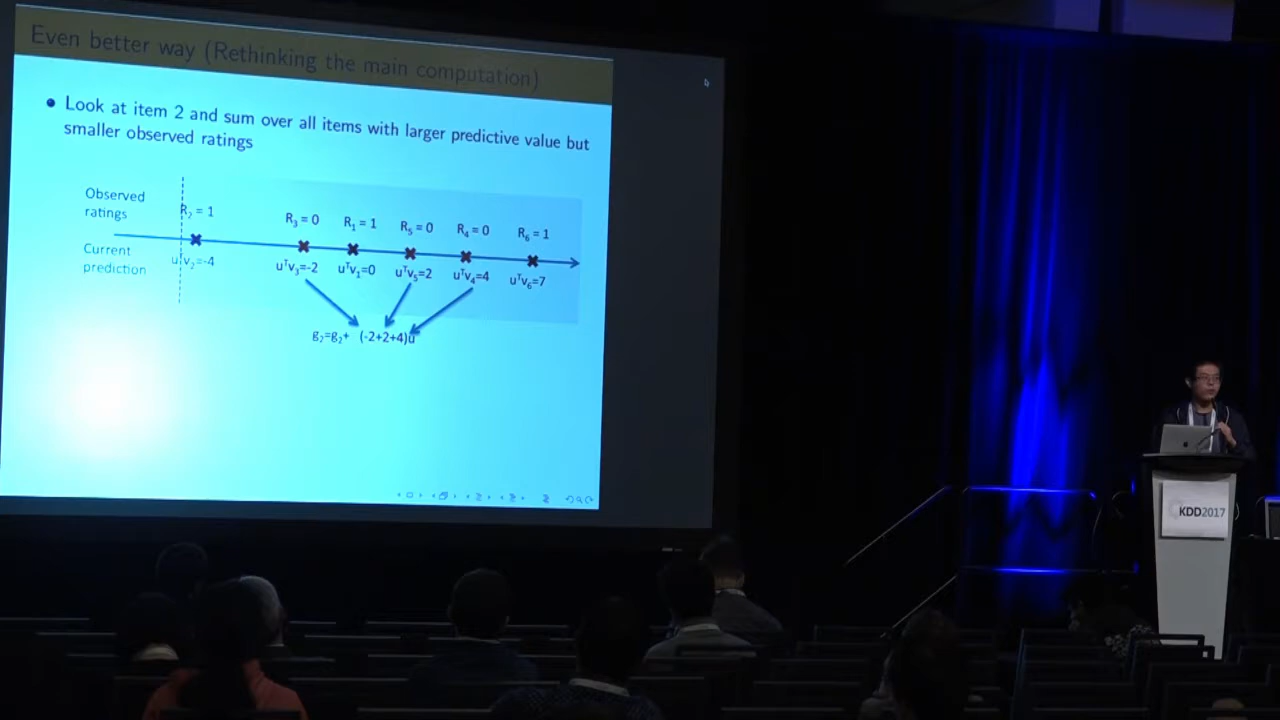 Even better way (Rethinking the main computation)
• Look at item 2 and sum over all items with larger predictive value but
smaller observed ratings
Observed
ratings
R₂ = 1
R₃ = 0
R₁ = 1
R₅ = 0
R₄ = 0
R₆ = 1
Current
prediction
uᵀv₂=-4
uᵀv₃=-2
uᵀv₁=0
uᵀv₅=2
uᵀv₄=4
uᵀv₆=7
g₂=g₂+ (-2+2+4)u
KDD2017